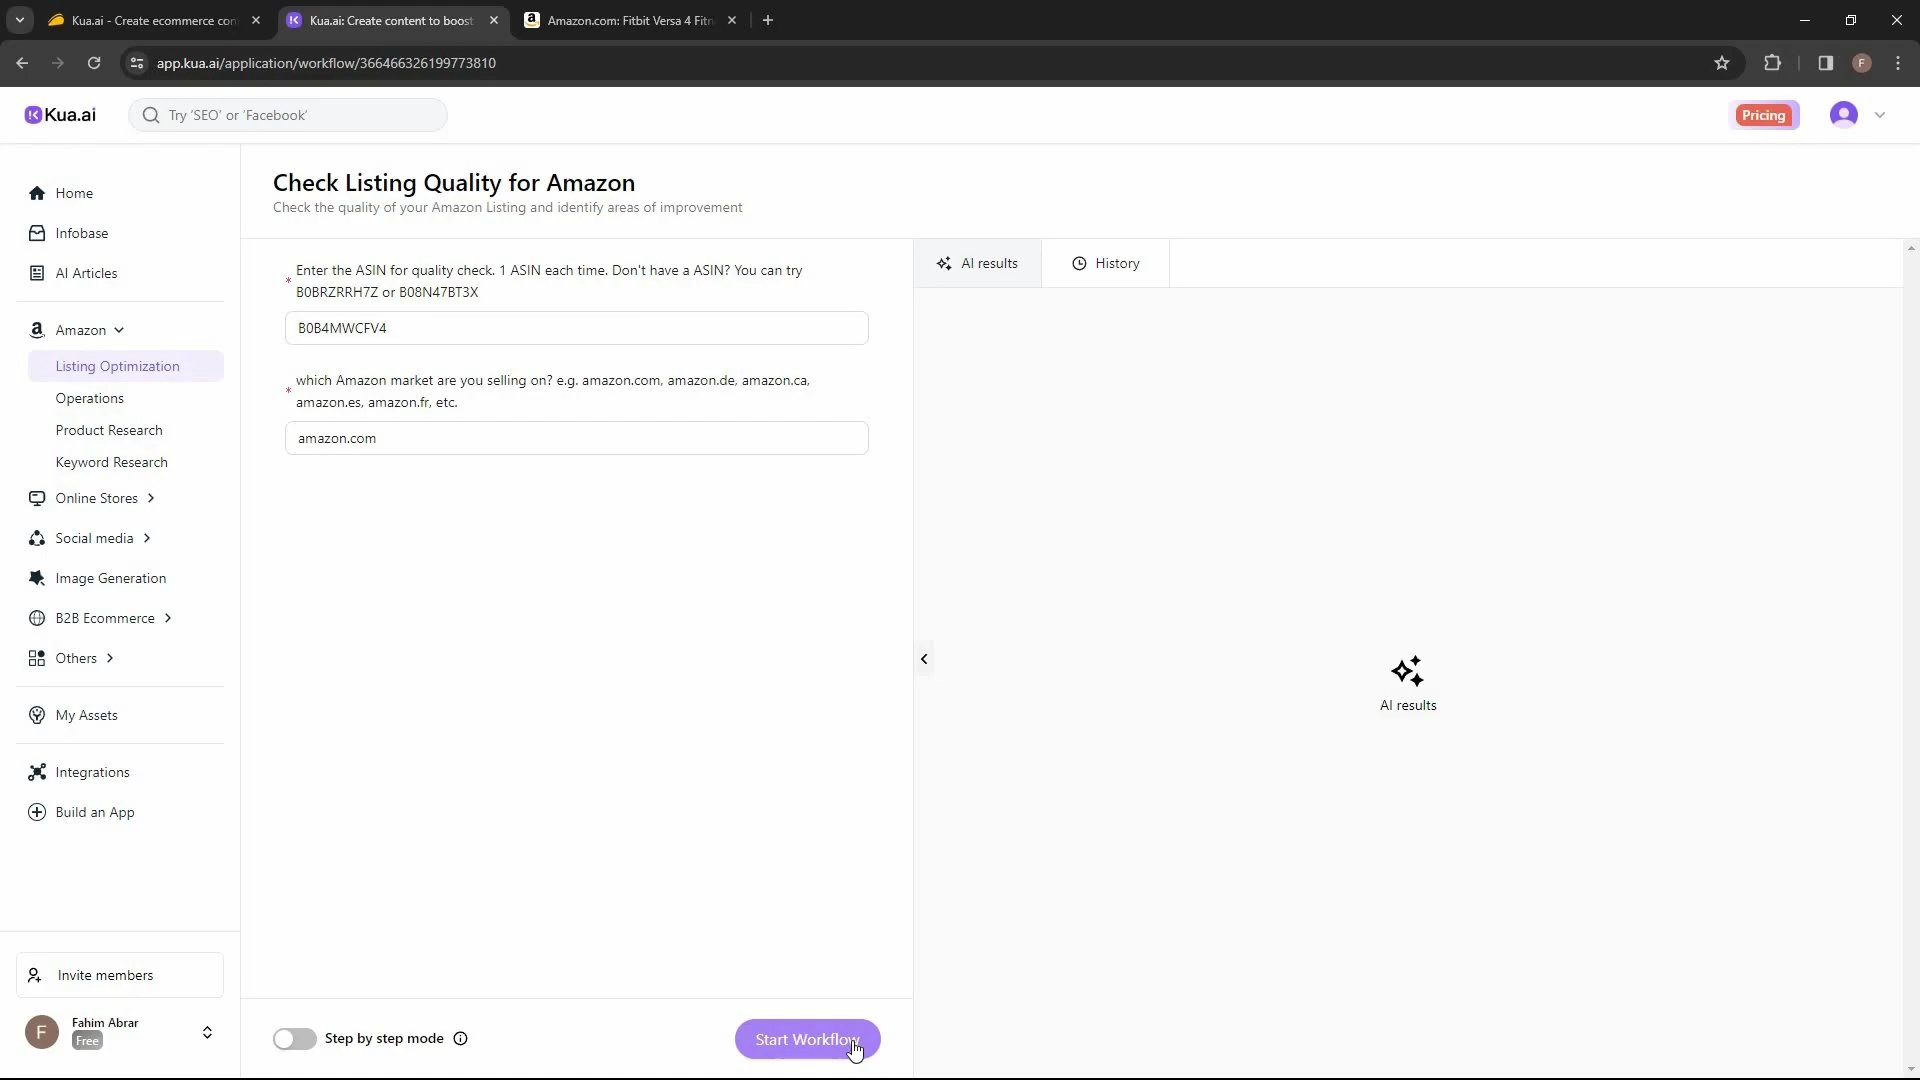 Kua.ai - Create ecommerce con
Kua.ai: Create content to boost
Amazon.com: Fitbit Versa 4 Fitn
app.kua.ai/application/workflow/366466326199773810
F
Kua.ai
Try 'SEO' or 'Facebook'
Pricing
Home
Infobase
AI Articles
Amazon
Listing Optimization
Operations
Product Research
Keyword Research
Online Stores
Social media
Image Generation
B2B Ecommerce
Others
My Assets
Integrations
Build an App
Invite members
F
Fahim Abrar
Free
Check Listing Quality for Amazon
Check the quality of your Amazon Listing and identify areas of improvement
* Enter the ASIN for quality check. 1 ASIN each time. Don't have a ASIN? You can try
B0BRZRRH7Z or B08N47BT3X
B0B4MWCFV4
* which Amazon market are you selling on? e.g. amazon.com, amazon.de, amazon.ca,
amazon.es, amazon.fr, etc.
amazon.com
Step by step mode
Start Workflow
AI results
History
AI results